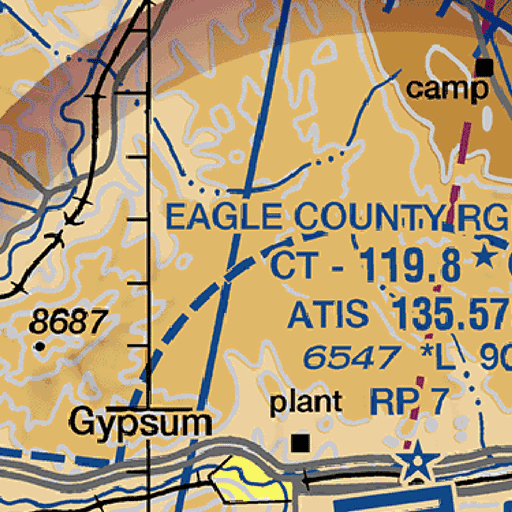 camp
EAGLE COUNTY RG
CT - 119.8
ATIS 135.57
8687
6547 *L 90
plant RP 7
Gypsum